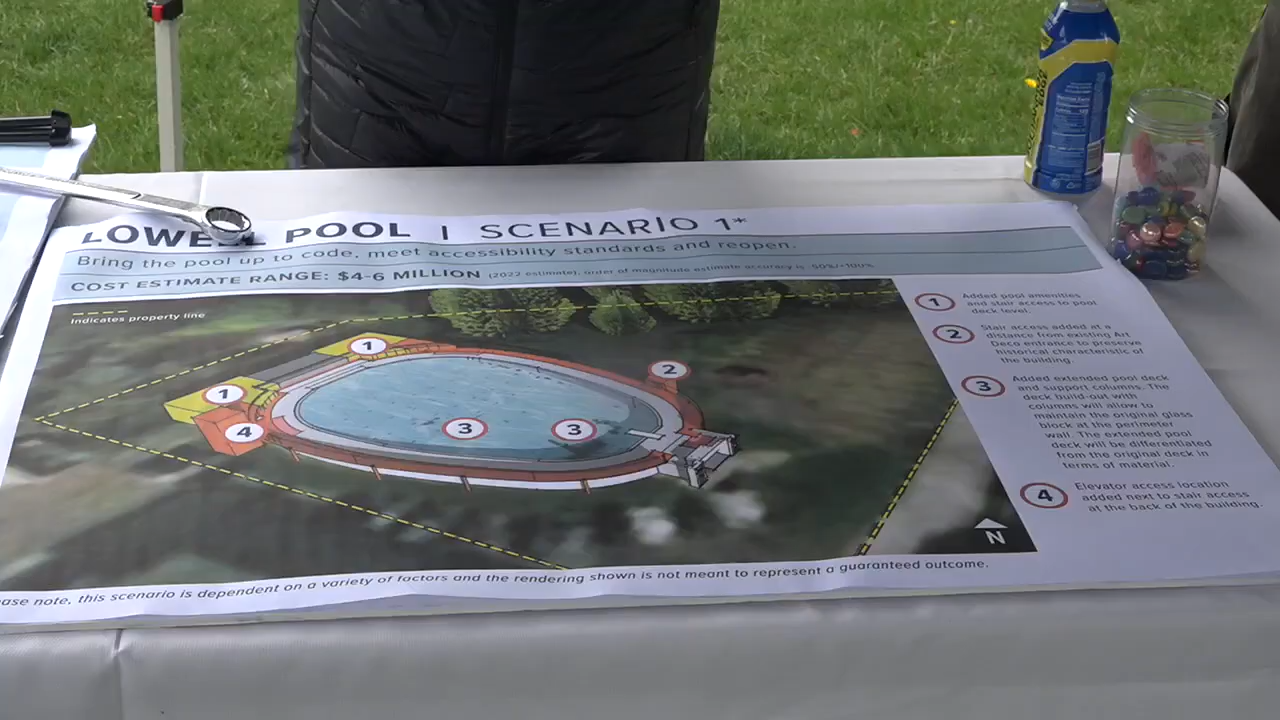 LOWELL POOL | SCENARIO 1*
Bring the pool up to code, meet accessibility standards and reopen.
COST ESTIMATE RANGE: $4-6 MILLION (2022 estimate), order of magnitude estimate accuracy is -50%/+100%
Indicates property line
1
1
2
4
3
3
N
1 Added pool amenities
and stair access to pool
deck level.
2 Stair access added at a
distance from existing Art
Deco entrance to preserve
historical characteristic of
the building.
3 Added extended pool deck
and support columns. The
deck build-out with
columns will allow to
maintain the original glass
block at the perimeter
wall. The extended pool
deck will be differentiated
from the original deck in
terms of material.
4 Elevator access location
added next to stair access
at the back of the building.
ase note, this scenario is dependent on a variety of factors and the rendering shown is not meant to represent a guaranteed outcome.